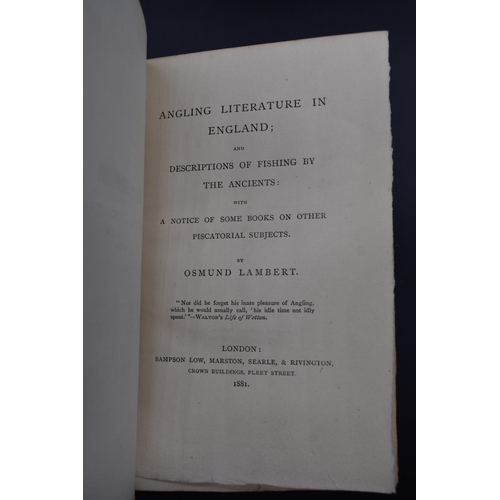 ANGLING LITERATURE IN
ENGLAND;
AND
DESCRIPTIONS OF FISHING BY
THE ANCIENTS:
WITH
A NOTICE OF SOME BOOKS ON OTHER
PISCATORIAL SUBJECTS.
BY
OSMUND LAMBERT.
"Nor did he forget his inate pleasure of Angling,
which he would usually call, 'his idle time not idly
spent.'"—WALTON'S Life of Wotton.
LONDON:
SAMPSON LOW, MARSTON, SEARLE, & RIVINGTON,
CROWN BUILDINGS, FLEET STREET.
1881.